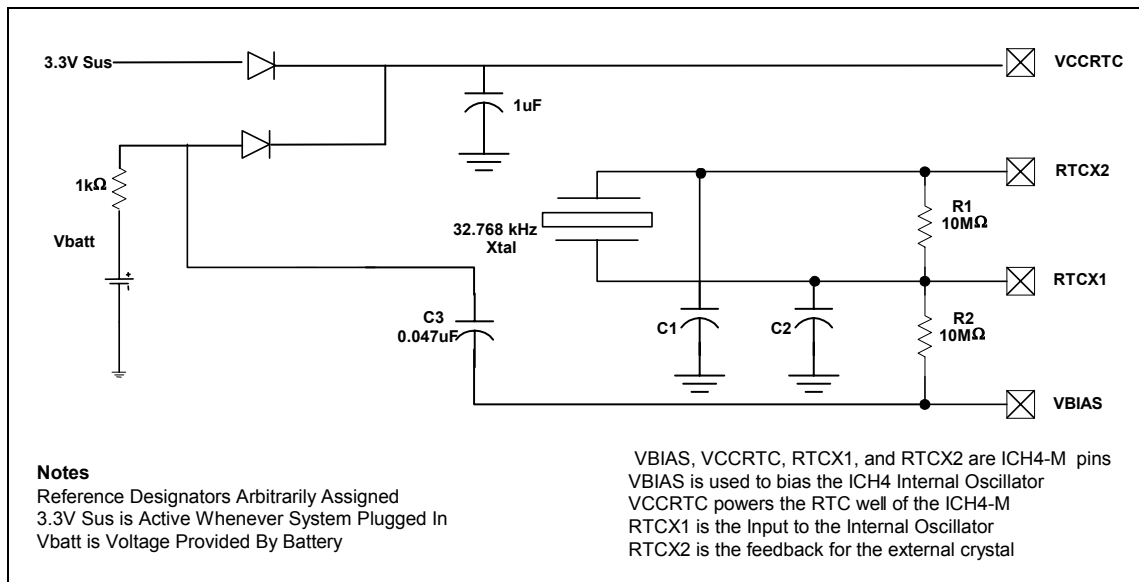 3.3V Sus
VCCRTC
1uF
1kΩ
RTCX2
R1
10MΩ
32.768 kHz
Xtal
Vbatt
+
RTCX1
C3
0.047uF
C1
C2
R2
10MΩ
VBIAS
Notes
Reference Designators Arbitrarily Assigned
3.3V Sus is Active Whenever System Plugged In
Vbatt is Voltage Provided By Battery
VBIAS, VCCRTC, RTCX1, and RTCX2 are ICH4-M pins
VBIAS is used to bias the ICH4 Internal Oscillator
VCCRTC powers the RTC well of the ICH4-M
RTCX1 is the Input to the Internal Oscillator
RTCX2 is the feedback for the external crystal